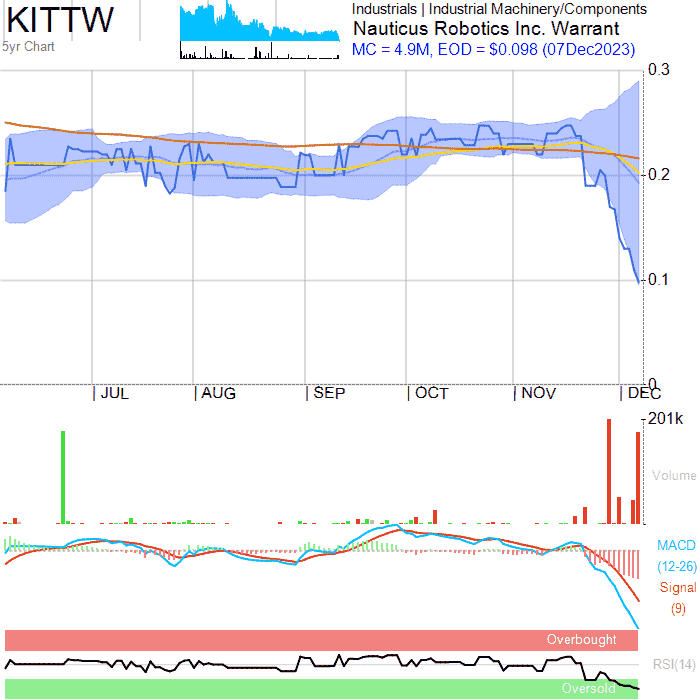 KITTW
5yr Chart
Industrials | Industrial Machinery/Components
Nauticus Robotics Inc. Warrant
MC = 4.9M, EOD = $0.098 (07Dec2023)
0.3
0.2
0.1
0
JUL AUG SEP OCT NOV DEC
201k
Volume
MACD
(12-26)
Signal
(9)
Overbought
RSI(14)
Oversold